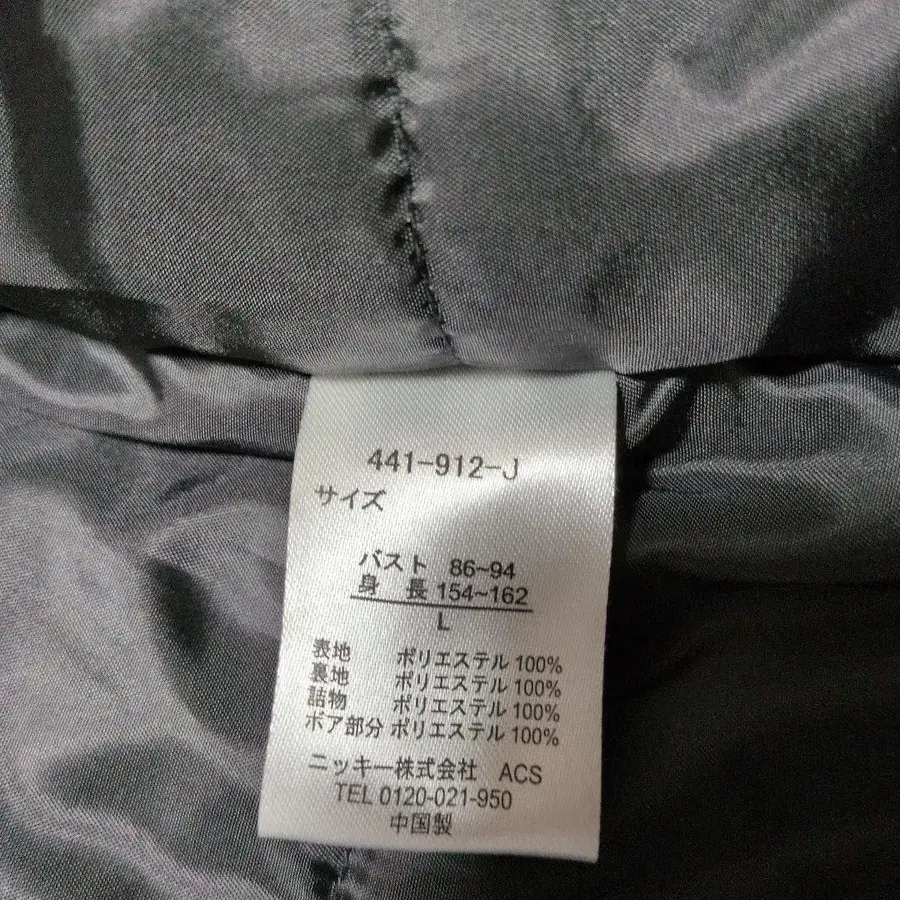 441-912-J
サイズ
バスト 86~94
身 長 154~162
L
表地 ポリエステル 100%
裏地 ポリエステル 100%
詰物 ポリエステル 100%
ボア部分 ポリエステル 100%
ニッキー株式会社 ACS
TEL 0120-021-950
中国製